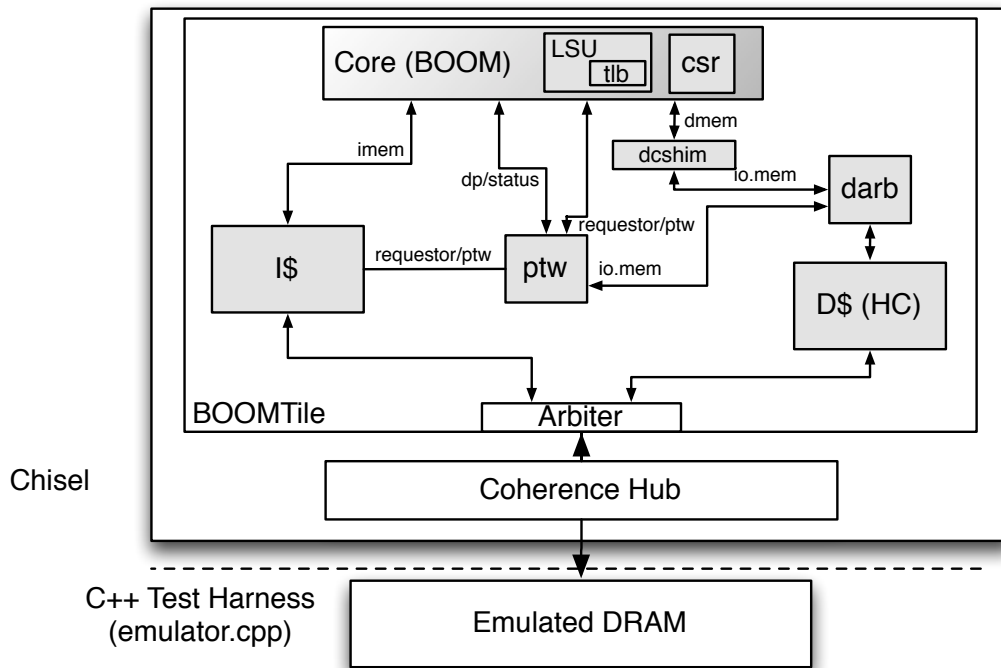 Core (BOOM)
LSU
tlb
csr
imem
dmem
dcshim
dp/status
io.mem
darb
requestor/ptw
requestor/ptw
I$
ptw
io.mem
D$ (HC)
BOOMTile
Arbiter
Chisel
Coherence Hub
C++ Test Harness
(emulator.cpp)
Emulated DRAM